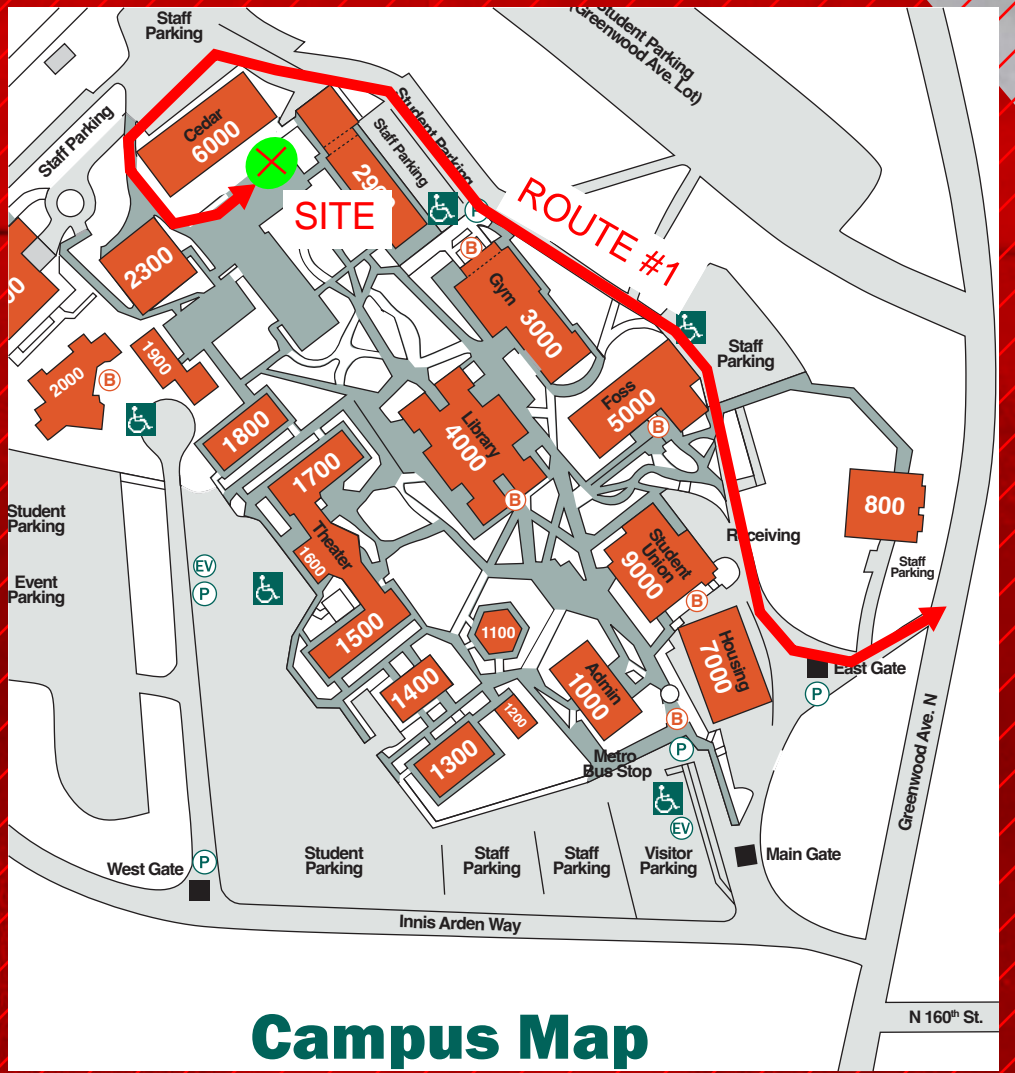 Staff
Parking
Student Parking
(Greenwood Ave. Lot)
Staff Parking
Cedar
6000
Student Parking
Staff Parking
SITE
ROUTE #1
P
B
2300
Gym 3000
Staff
Parking
2000
B
1900
1800
Library
4000
Foss
5000
B
B
1700
Theater
1600
1500
800
Receiving
Staff
Parking
Student
Parking
Event
Parking
EV
P
Student
Union
9000
B
1100
1400
1200
1300
Admin
1000
Housing
7000
East Gate
P
B
P
Metro
Bus Stop
EV
Greenwood Ave. N
West Gate
P
Student
Parking
Staff
Parking
Staff
Parking
Visitor
Parking
Main Gate
Innis Arden Way
N 160th St.
Campus Map